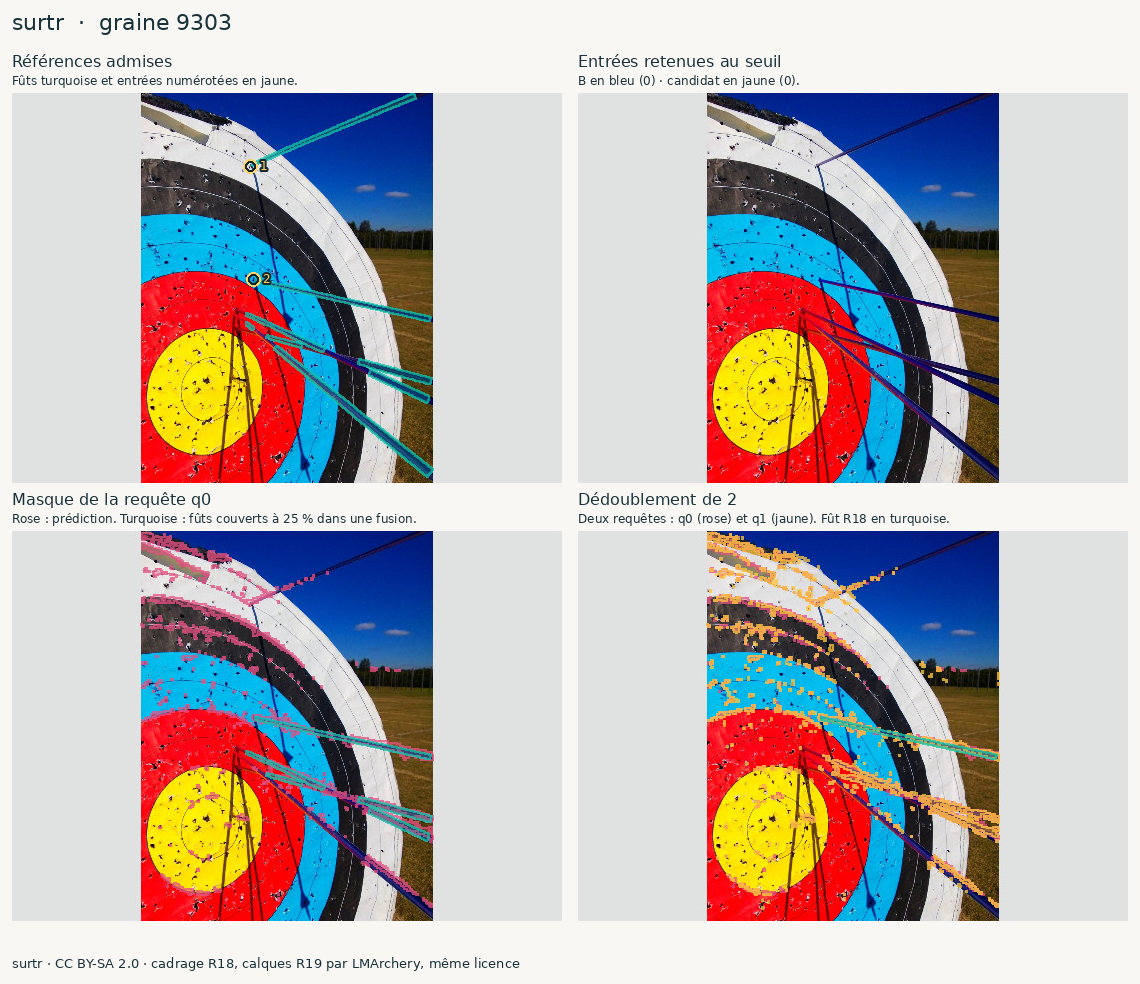 surtr · graine 9303
Références admises
Fûts turquoise et entrées numérotées en jaune.
Entrées retenues au seuil
B en bleu (0) · candidat en jaune (0).
1
2
Masque de la requête q0
Rose : prédiction. Turquoise : fûts couverts à 25 % dans une fusion.
Dédoublement de 2
Deux requêtes : q0 (rose) et q1 (jaune). Fût R18 en turquoise.
surtr · CC BY-SA 2.0 · cadrage R18, calques R19 par LMArchery, même licence